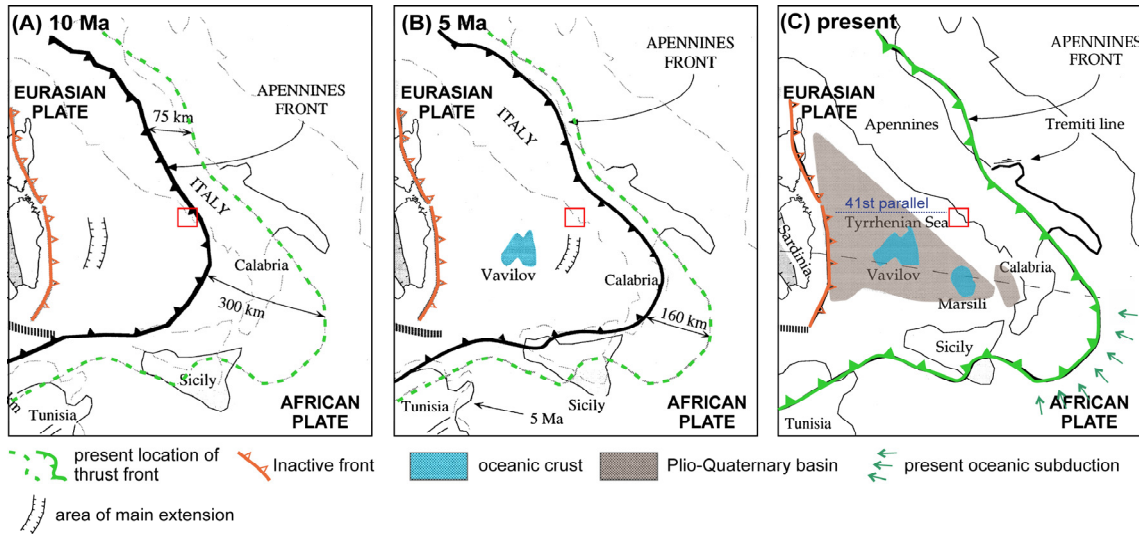 (A) 10 Ma
EURASIAN
PLATE
APENNINES
FRONT
75 km
ITALY
Calabria
300 km
Sicily
Tunisia
AFRICAN
PLATE
(B) 5 Ma
APENNINES
FRONT
EURASIAN
PLATE
ITALY
Vavilov
Calabria
160 km
Tunisia
5 Ma
Sicily
AFRICAN
PLATE
(C) present
APENNINES
FRONT
EURASIAN
PLATE
Apennines
Tremiti line
41st parallel
Tyrrhenian Sea
Sardinia
Vavilov
Calabria
Marsili
Sicily
AFRICAN
PLATE
Tunisia
present location of
thrust front
Inactive front
oceanic crust
Plio-Quaternary basin
present oceanic subduction
area of main extension